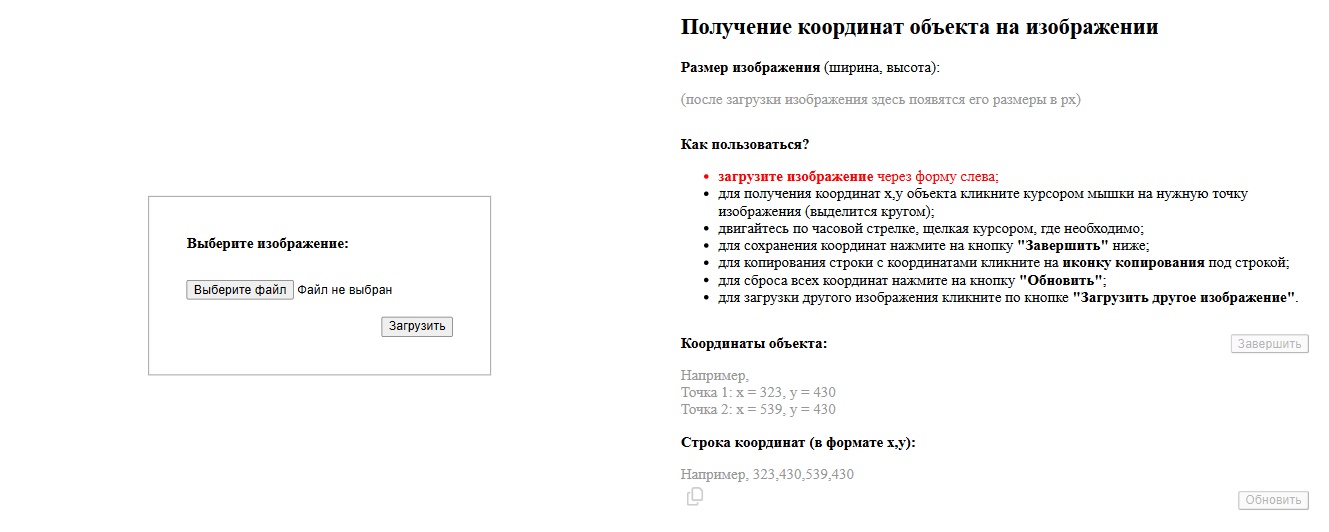 Выберите изображение:
Выберите файл Файл не выбран
Загрузить
Получение координат объекта на изображении
Размер изображения (ширина, высота):
(после загрузки изображения здесь появятся его размеры в px)
Как пользоваться?
загрузите изображение через форму слева;
для получения координат x,y объекта кликните курсором мышки на нужную точку
изображения (выделится кругом);
двигайтесь по часовой стрелке, щелкая курсором, где необходимо;
для сохранения координат нажмите на кнопку "Завершить" ниже;
для копирования строки с координатами кликните на иконку копирования под строкой;
для сброса всех координат нажмите на кнопку "Обновить";
для загрузки другого изображения кликните по кнопке "Загрузить другое изображение".
Координаты объекта:
Завершить
Например,
Точка 1: x = 323, y = 430
Точка 2: x = 539, y = 430
Строка координат (в формате x,y):
Например, 323,430,539,430
Обновить